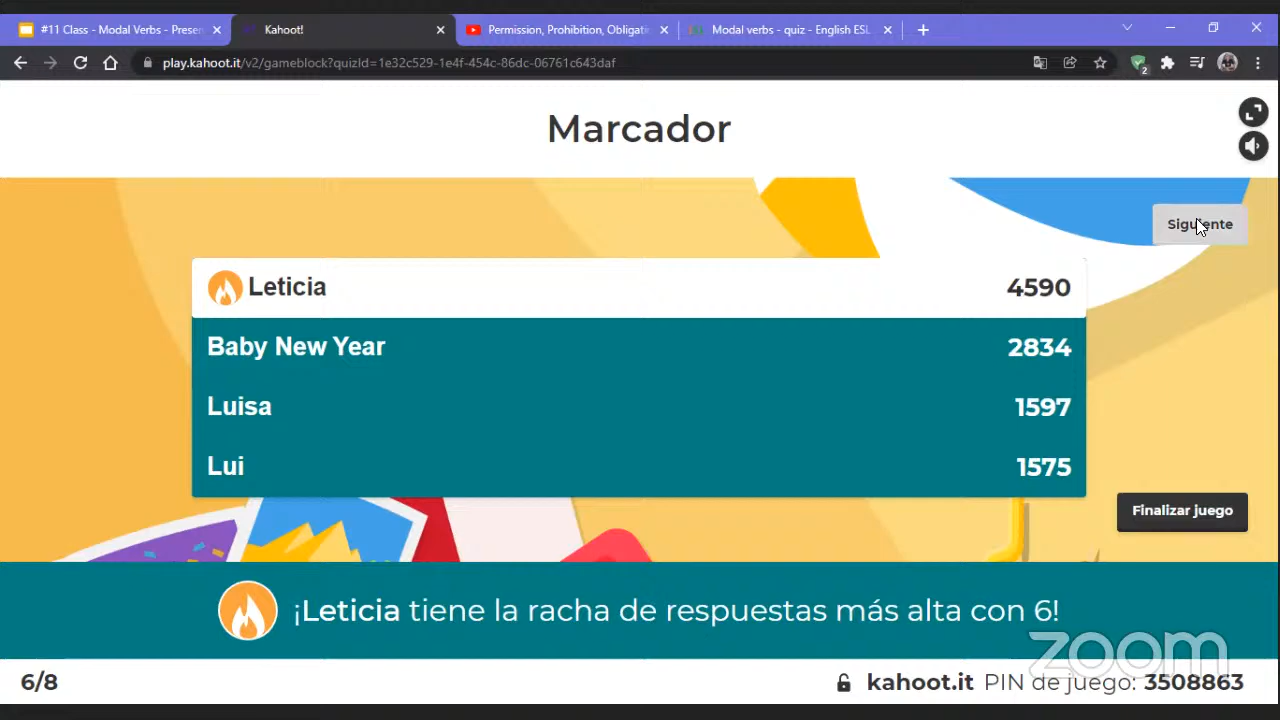 #11 Class - Modal Verbs - Presen
Kahoot!
Permission, Prohibition, Obligati
Modal verbs - quiz - English ESL
play.kahoot.it/v2/gameblock?quizId=1e32c529-1e4f-454c-86dc-06761c643daf
2
Marcador
Siguiente
Leticia 4590
Baby New Year 2834
Luisa 1597
Lui 1575
Finalizar juego
¡Leticia tiene la racha de respuestas más alta con 6!
zoom
6/8
kahoot.it PIN de juego: 3508863